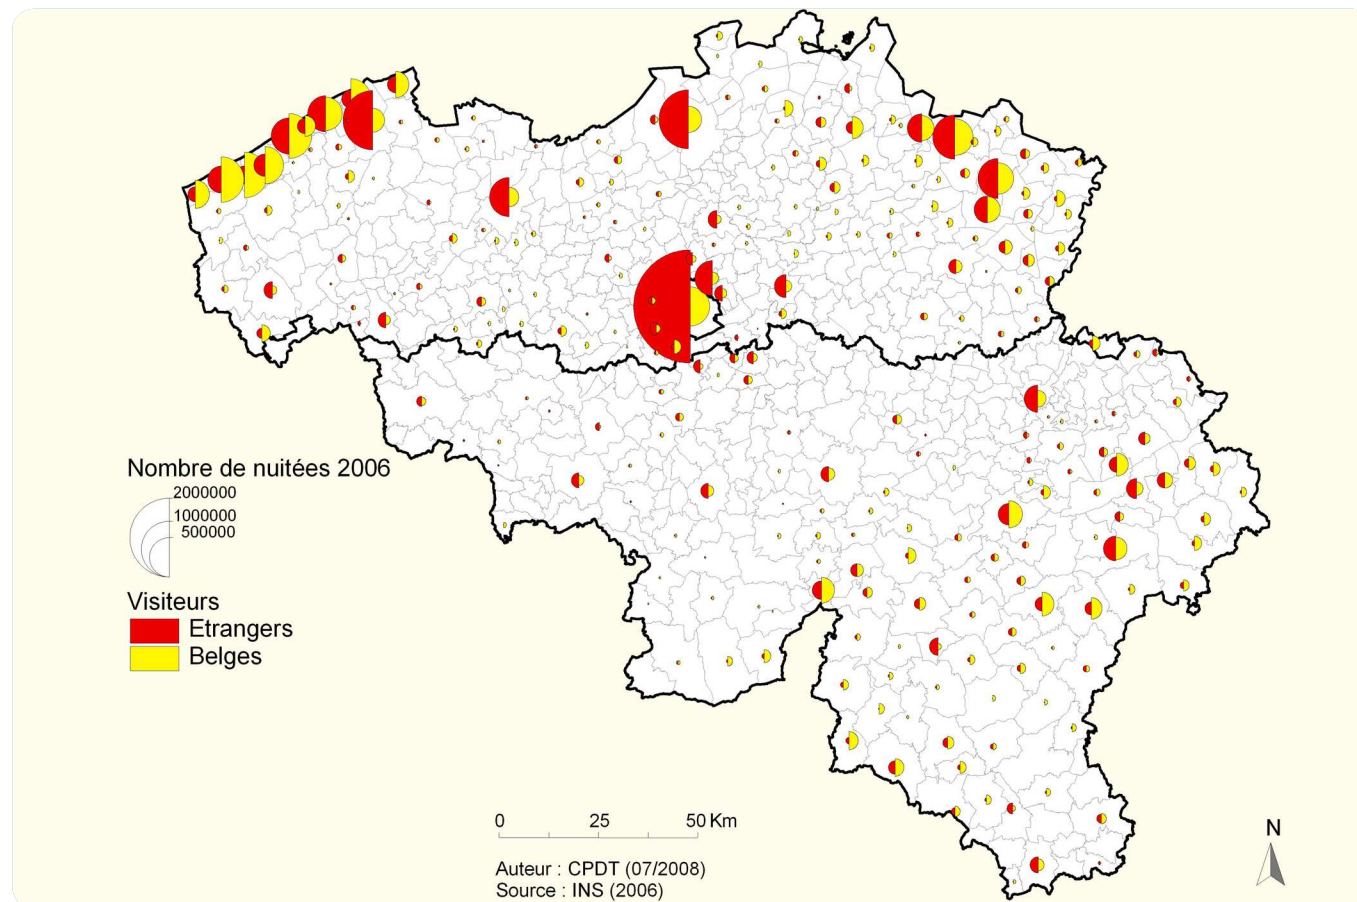 Nombre de nuitées 2006
2000000
1000000
500000
Visiteurs
Etrangers
Belges
0 25 50 Km
Auteur : CPDT (07/2008)
Source : INS (2006)
N